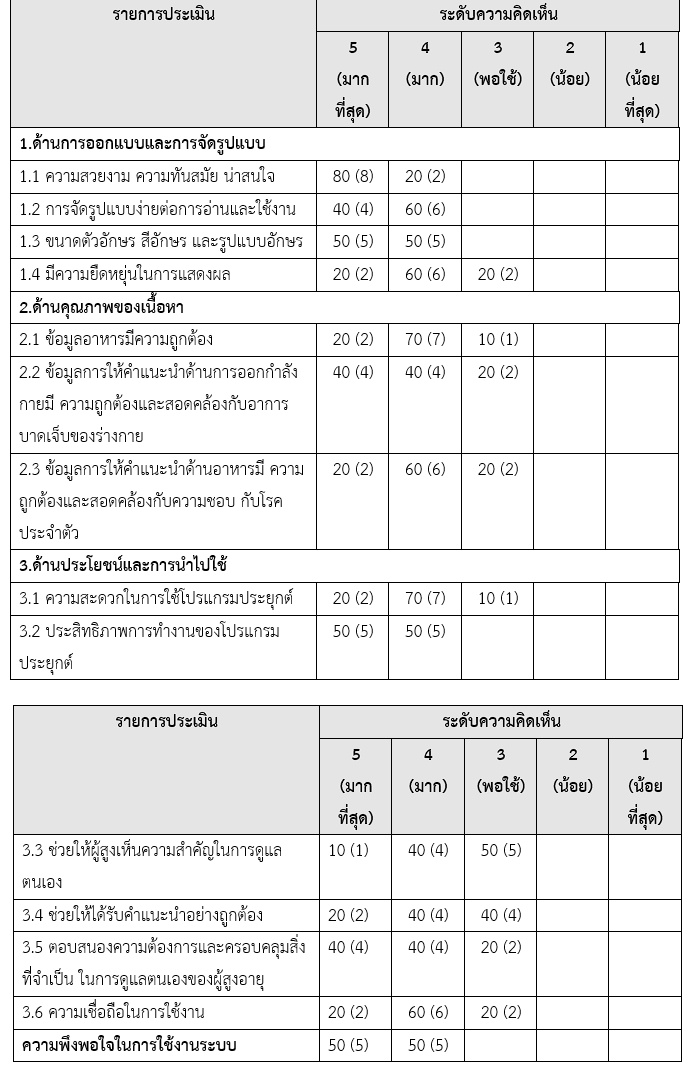 รายการประเมิน ระดับความคิดเห็น
5 4 3 2 1
(มาก (มาก) (พอใช้) (น้อย) (น้อย
ที่สุด) ที่สุด)
1.ด้านการออกแบบและการจัดรูปแบบ
1.1 ความสวยงาม ความทันสมัย น่าสนใจ 80 (8) 20 (2)
1.2 การจัดรูปแบบง่ายต่อการอ่านและใช้งาน 40 (4) 60 (6)
1.3 ขนาดตัวอักษร สีอักษร และรูปแบบอักษร 50 (5) 50 (5)
1.4 มีความยืดหยุ่นในการแสดงผล 20 (2) 60 (6) 20 (2)
2.ด้านคุณภาพของเนื้อหา
2.1 ข้อมูลอาหารมีความถูกต้อง 20 (2) 70 (7) 10 (1)
2.2 ข้อมูลการให้คำแนะนำด้านการออกกำลัง 40 (4) 40 (4) 20 (2)
กายมี ความถูกต้องและสอดคล้องกับอาการ
บาดเจ็บของร่างกาย
2.3 ข้อมูลการให้คำแนะนำด้านอาหารมี ความ 20 (2) 60 (6) 20 (2)
ถูกต้องและสอดคล้องกับความชอบ กับโรค
ประจำตัว
3.ด้านประโยชน์และการนำไปใช้
3.1 ความสะดวกในการใช้โปรแกรมประยุกต์ 20 (2) 70 (7) 10 (1)
3.2 ประสิทธิภาพการทำงานของโปรแกรม 50 (5) 50 (5)
ประยุกต์
รายการประเมิน ระดับความคิดเห็น
5 4 3 2 1
(มาก (มาก) (พอใช้) (น้อย) (น้อย
ที่สุด) ที่สุด)
3.3 ช่วยให้ผู้สูงเห็นความสำคัญในการดูแล 10 (1) 40 (4) 50 (5)
ตนเอง
3.4 ช่วยให้ได้รับคำแนะนำอย่างถูกต้อง 20 (2) 40 (4) 40 (4)
3.5 ตอบสนองความต้องการและครอบคลุมสิ่ง 40 (4) 40 (4) 20 (2)
ที่จำเป็น ในการดูแลตนเองของผู้สูงอายุ
3.6 ความเชื่อถือในการใช้งาน 20 (2) 60 (6) 20 (2)
ความพึงพอใจในการใช้งานระบบ 50 (5) 50 (5)